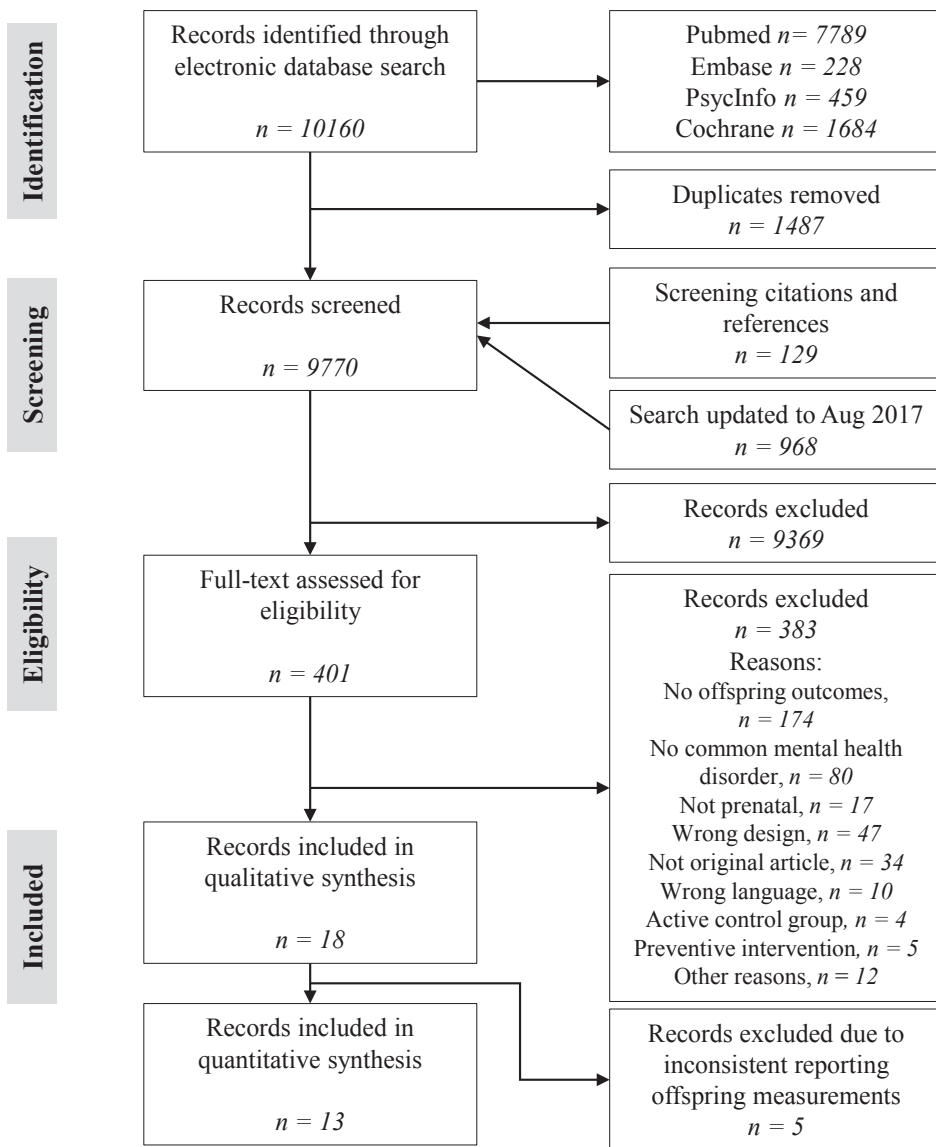 Identification
Records identified through
electronic database search
n = 10160
Pubmed n= 7789
Embase n = 228
PsycInfo n = 459
Cochrane n = 1684
Duplicates removed
n = 1487
Screening
Records screened
n = 9770
Screening citations and
references
n = 129
Search updated to Aug 2017
n = 968
Records excluded
n = 9369
Eligibility
Full-text assessed for
eligibility
n = 401
Records excluded
n = 383
Reasons:
No offspring outcomes,
n = 174
No common mental health
disorder, n = 80
Not prenatal, n = 17
Wrong design, n = 47
Not original article, n = 34
Wrong language, n = 10
Active control group, n = 4
Preventive intervention, n = 5
Other reasons, n = 12
Included
Records included in
qualitative synthesis
n = 18
Records included in
quantitative synthesis
n = 13
Records excluded due to
inconsistent reporting
offspring measurements
n = 5